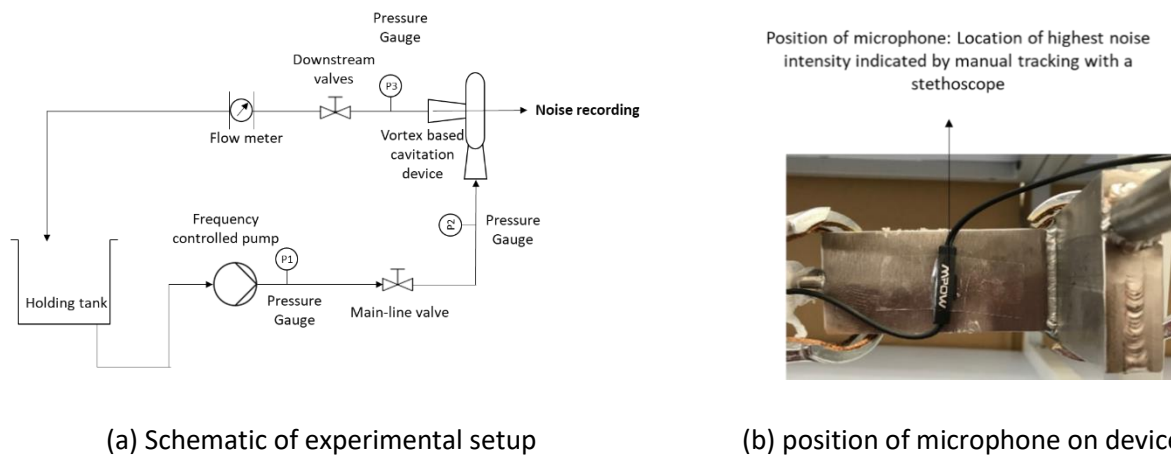 Pressure
Gauge
Downstream
valves
P3
Noise recording
Flow meter
Vortex based
cavitation
device
P2
Pressure
Gauge
Frequency
controlled pump
P1
Holding tank
Pressure
Gauge
Main-line valve
(a) Schematic of experimental setup
Position of microphone: Location of highest noise
intensity indicated by manual tracking with a
stethoscope
MPOW
(b) position of microphone on device